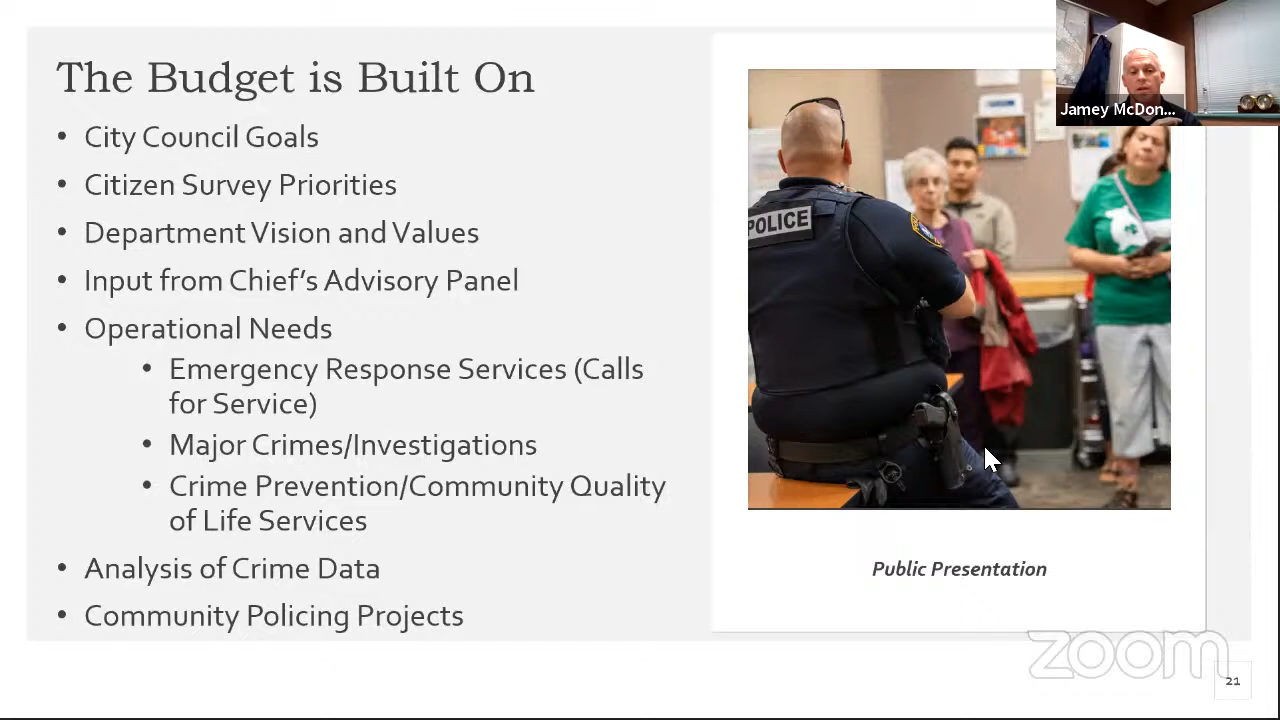 The Budget is Built On
• City Council Goals
• Citizen Survey Priorities
• Department Vision and Values
• Input from Chief's Advisory Panel
• Operational Needs
• Emergency Response Services (Calls
for Service)
• Major Crimes/Investigations
• Crime Prevention/Community Quality
of Life Services
• Analysis of Crime Data
• Community Policing Projects
Jamey McDon...
POLICE
Public Presentation
zoom
21